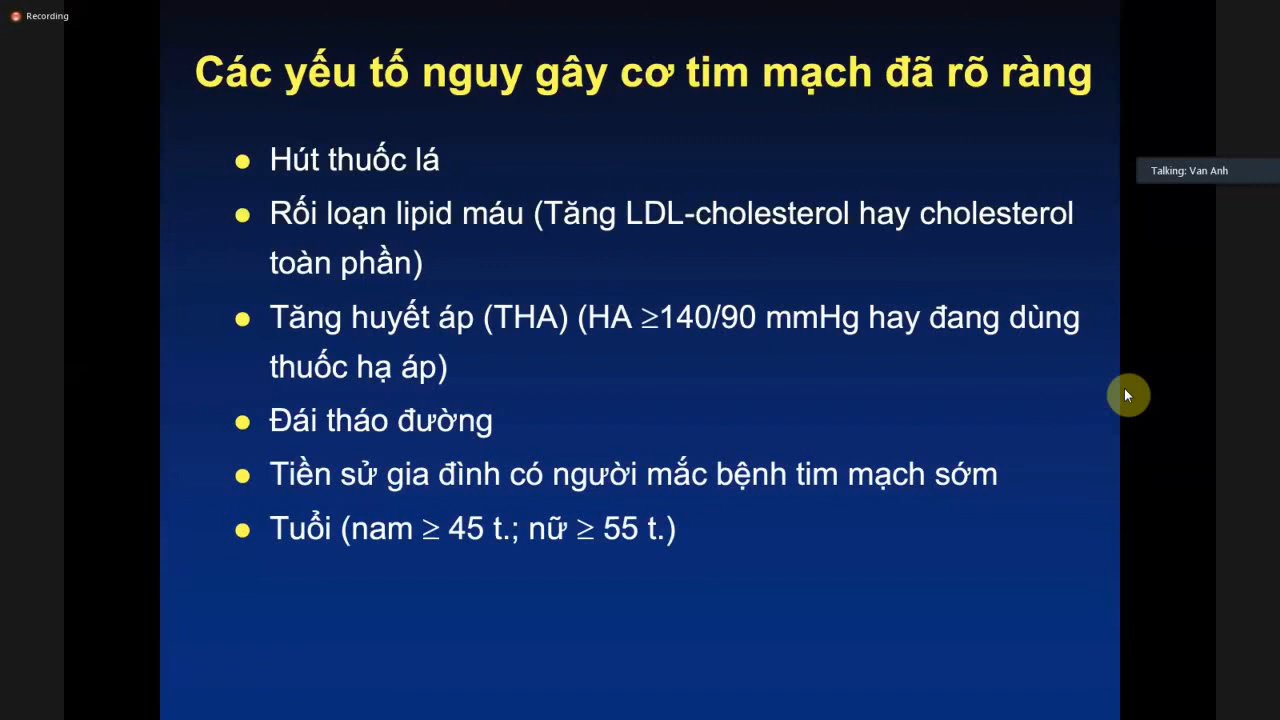 Recording
Các yếu tố nguy gây cơ tim mạch đã rõ ràng
Talking: Van Anh
● Hút thuốc lá
● Rối loạn lipid máu (Tăng LDL-cholesterol hay cholesterol
toàn phần)
● Tăng huyết áp (THA) (HA ≥140/90 mmHg hay đang dùng
thuốc hạ áp)
● Đái tháo đường
● Tiền sử gia đình có người mắc bệnh tim mạch sớm
● Tuổi (nam ≥ 45 t.; nữ ≥ 55 t.)